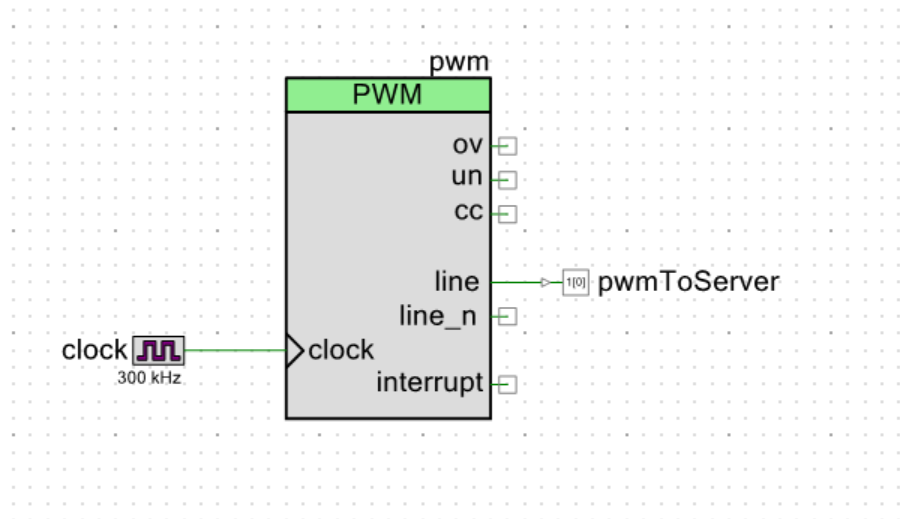 pwm
PWM
ov
un
cc
line
1[0] pwmToServer
line_n
clock
clock
300 kHz
interrupt